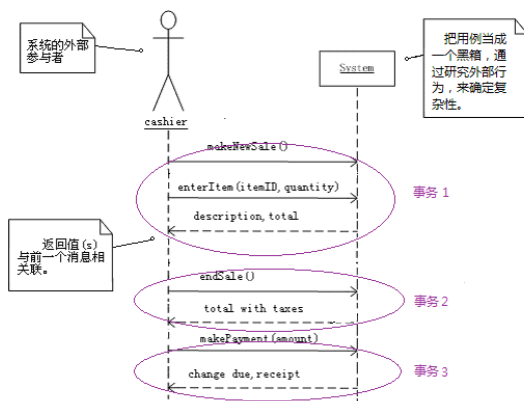 系统的外部
参与者
cashier
System
把用例当成
一个黑箱，通
过研究外部行
为，来确定复
杂性。
makeNewSale()
enterItem(itemID, quantity)
事务 1
description, total
返回值(s)
与前一个消息相
关联。
endSale()
total with taxes
事务 2
makePayment(amount)
事务 3
change due, receipt